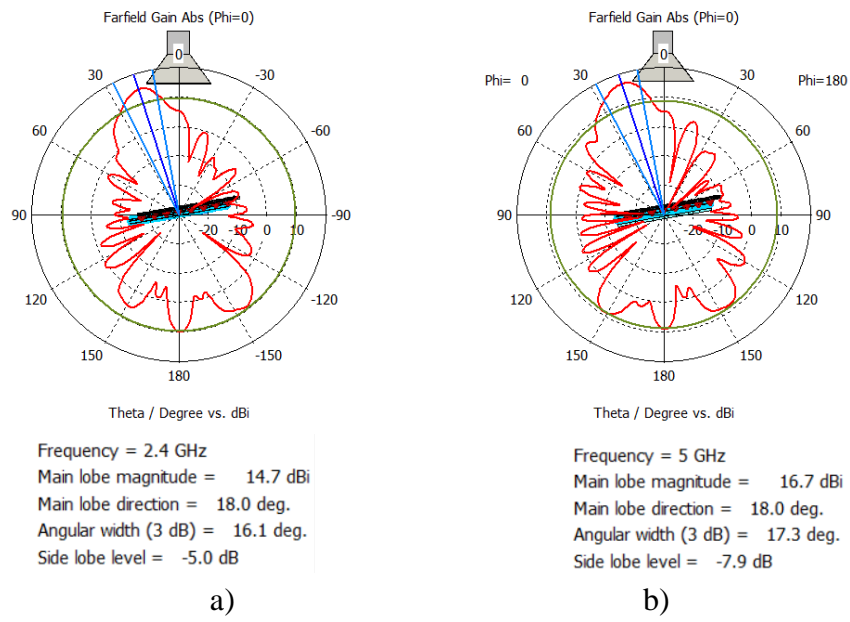 Farfield Gain Abs (Phi=0)
0
30 -30
60 -60
90 -20 -10 0 10 -90
120 -120
150 -150
180
Theta / Degree vs. dBi
Frequency = 2.4 GHz
Main lobe magnitude = 14.7 dBi
Main lobe direction = 18.0 deg.
Angular width (3 dB) = 16.1 deg.
Side lobe level = -5.0 dB
a)
Farfield Gain Abs (Phi=0)
0
Phi= 0 30 30 Phi=180
60 60
90 -20 -10 0 10 90
120 120
150 150
180
Theta / Degree vs. dBi
Frequency = 5 GHz
Main lobe magnitude = 16.7 dBi
Main lobe direction = 18.0 deg.
Angular width (3 dB) = 17.3 deg.
Side lobe level = -7.9 dB
b)